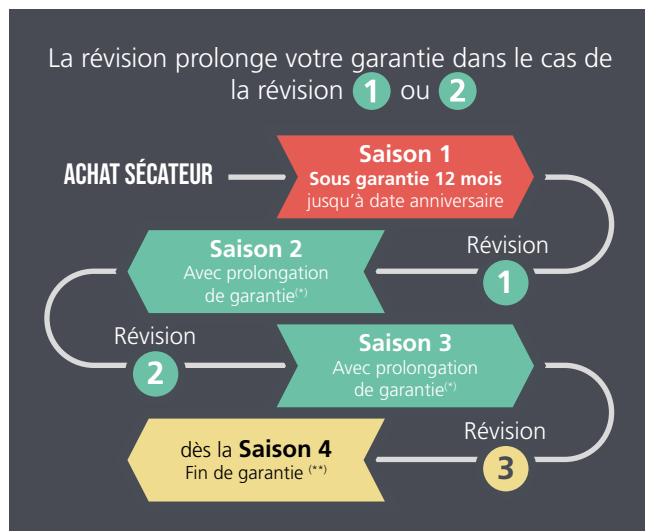 La révision prolonge votre garantie dans le cas de
la révision 1 ou 2
ACHAT SÉCATEUR
Saison 1
Sous garantie 12 mois
jusqu'à date anniversaire
Révision
1
Saison 2
Avec prolongation
de garantie(*)
Révision
2
Saison 3
Avec prolongation
de garantie(*)
Révision
3
dès la Saison 4
Fin de garantie (**)